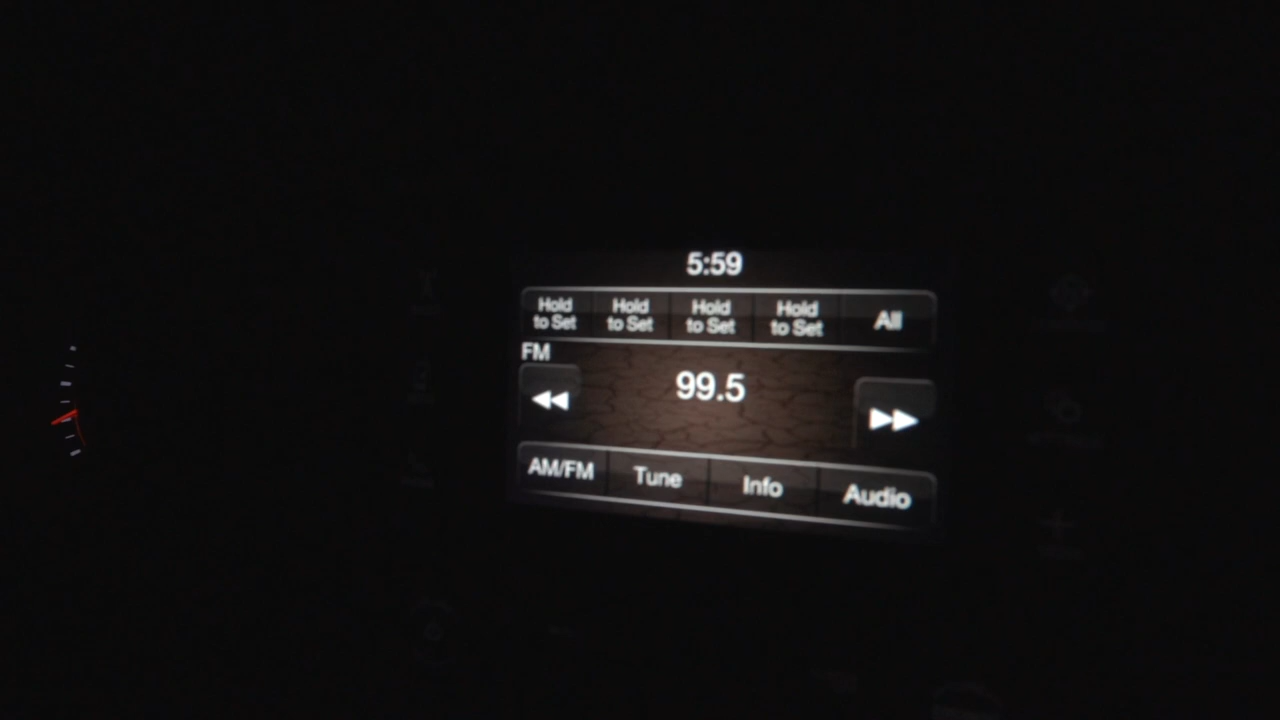 5:59
Hold to Set Hold to Set Hold to Set Hold to Set All
FM
99.5
AM/FM Tune Info Audio